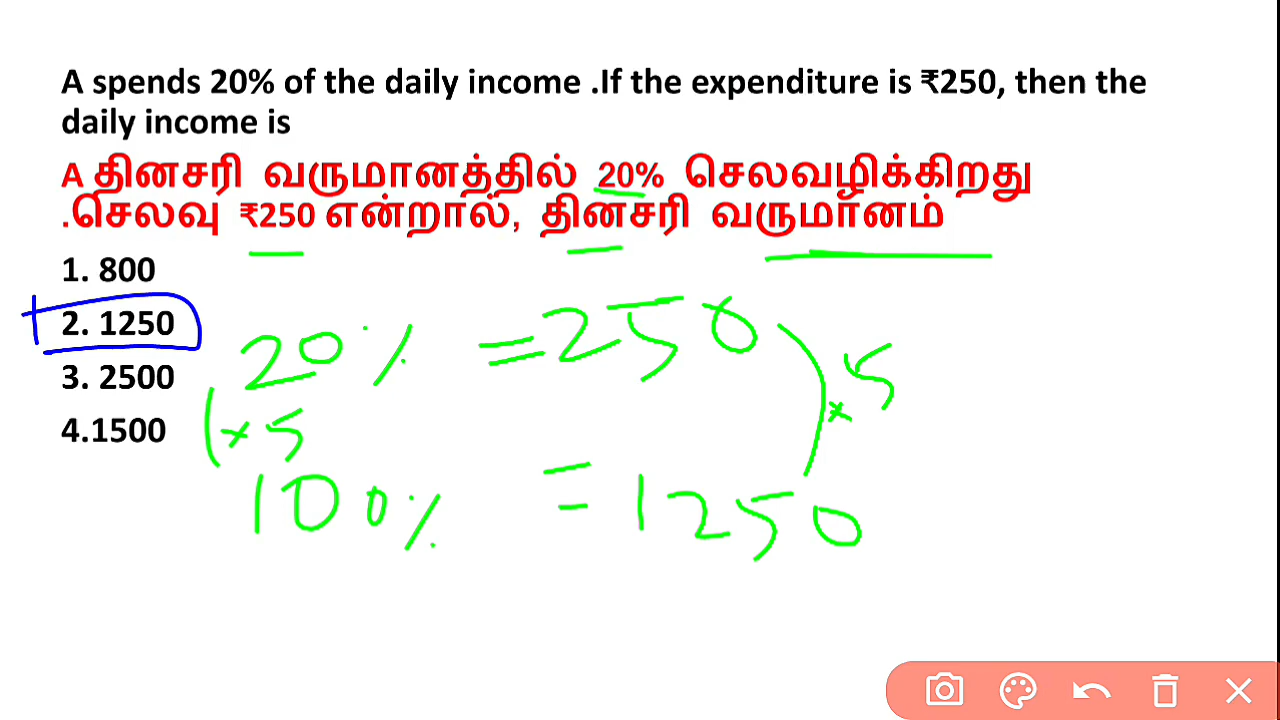 A spends 20% of the daily income .If the expenditure is ₹250, then the
daily income is
A தினசரி வருமானத்தில் 20% செலவழிக்கிறது
.செலவு ₹250 என்றால், தினசரி வருமானம்
1. 800
2. 1250
3. 2500
4.1500
20% = 250
×5 ×5
100% = 1250